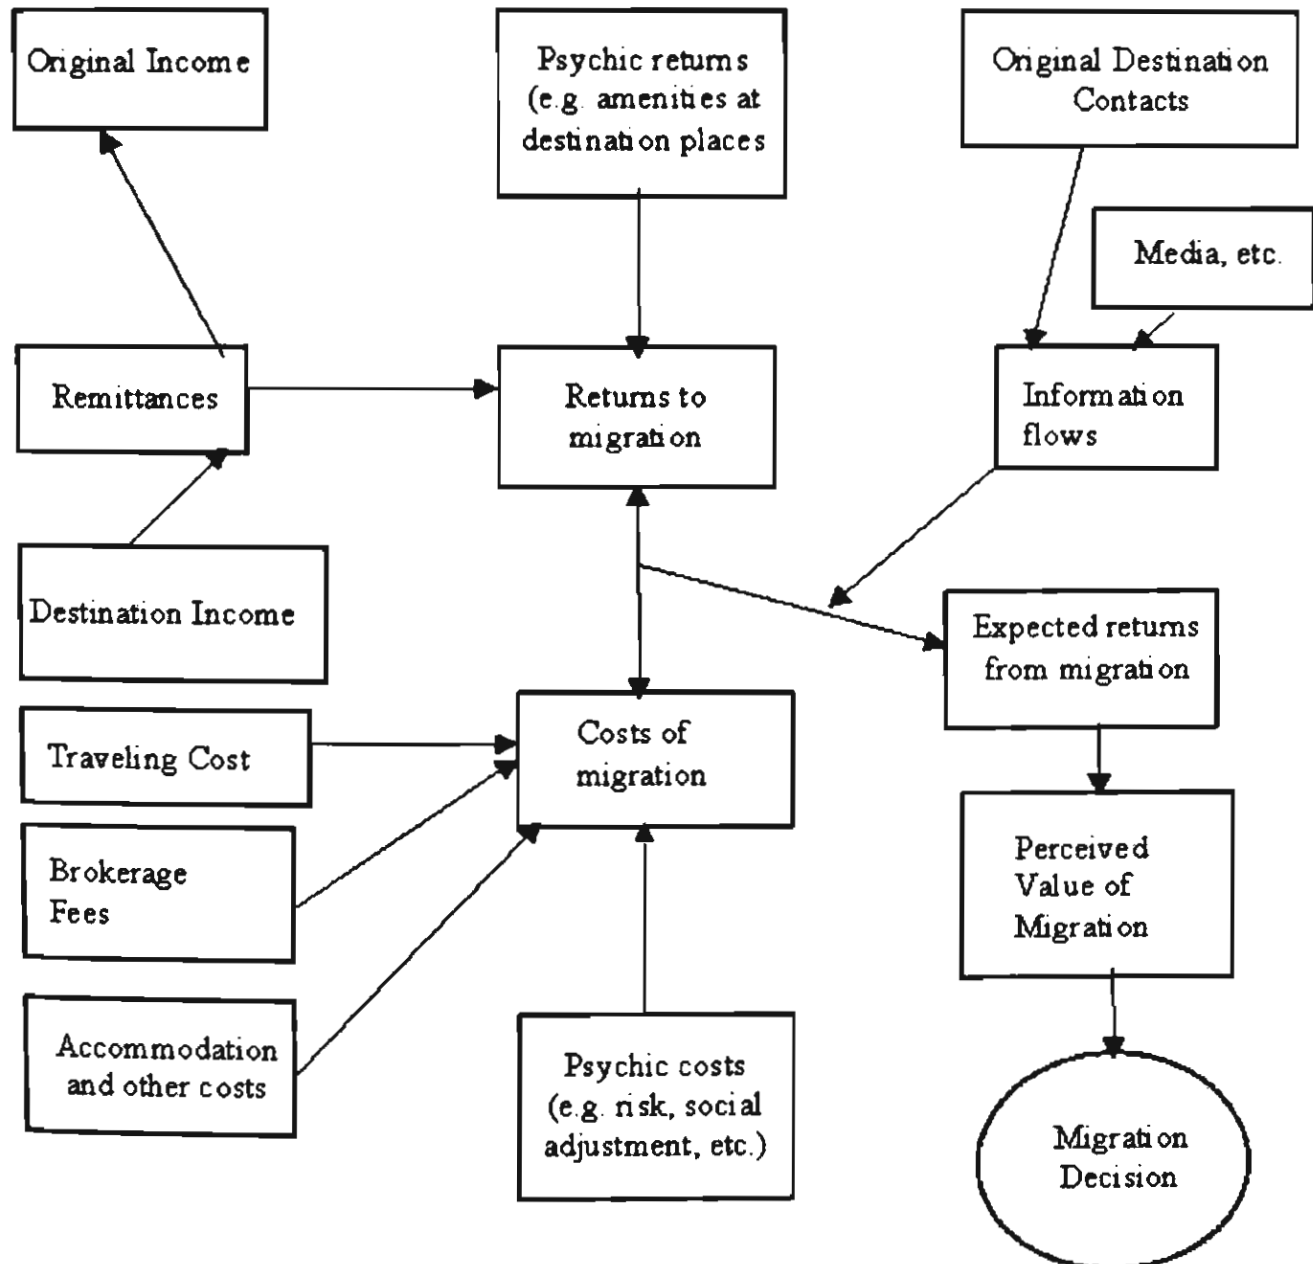 Original Income
Psychic returns
(e.g. amenities at
destination places
Original Destination
Contacts
Media, etc.
Remittances
Returns to
migration
Information
flows
Destination Income
Expected returns
from migration
Traveling Cost
Costs of
migration
Brokerage
Fees
Perceived
Value of
Migration
Accommodation
and other costs
Psychic costs
(e.g. risk, social
adjustment, etc.)
Migration
Decision